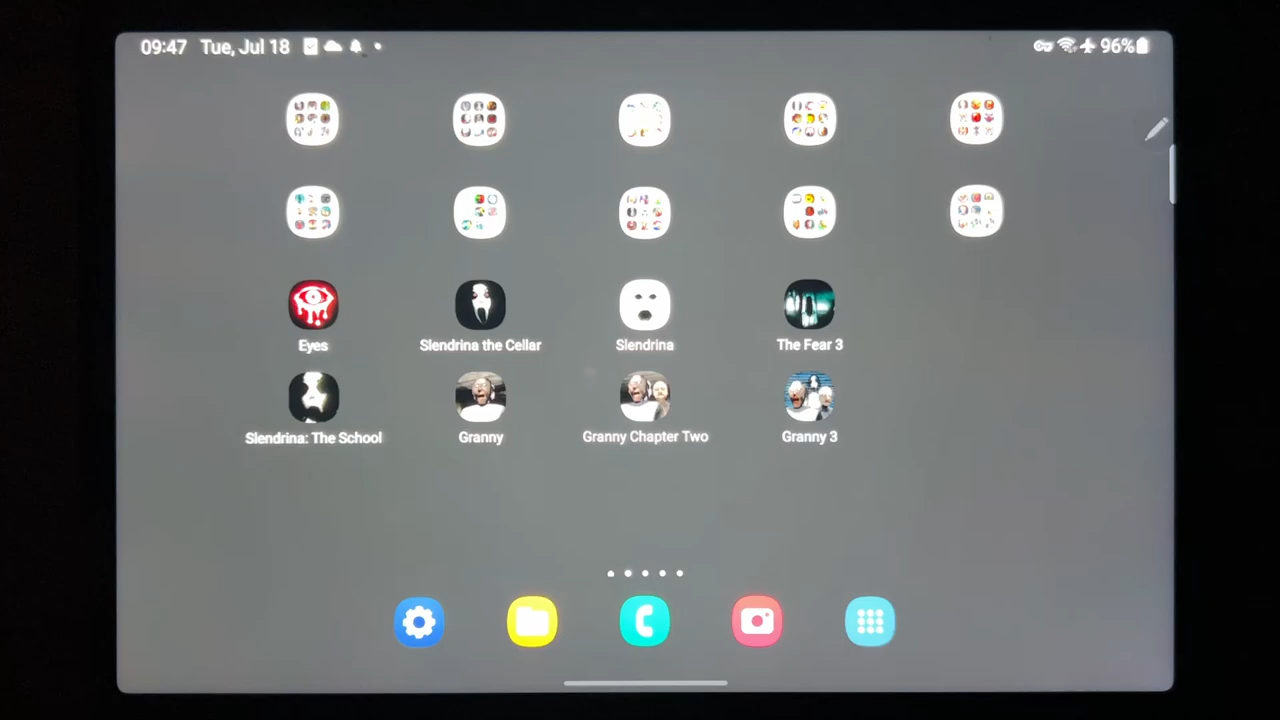 09:47 Tue, Jul 18 96%
Eyes Slendrina the Cellar Slendrina The Fear 3
Slendrina: The School Granny Granny Chapter Two Granny 3